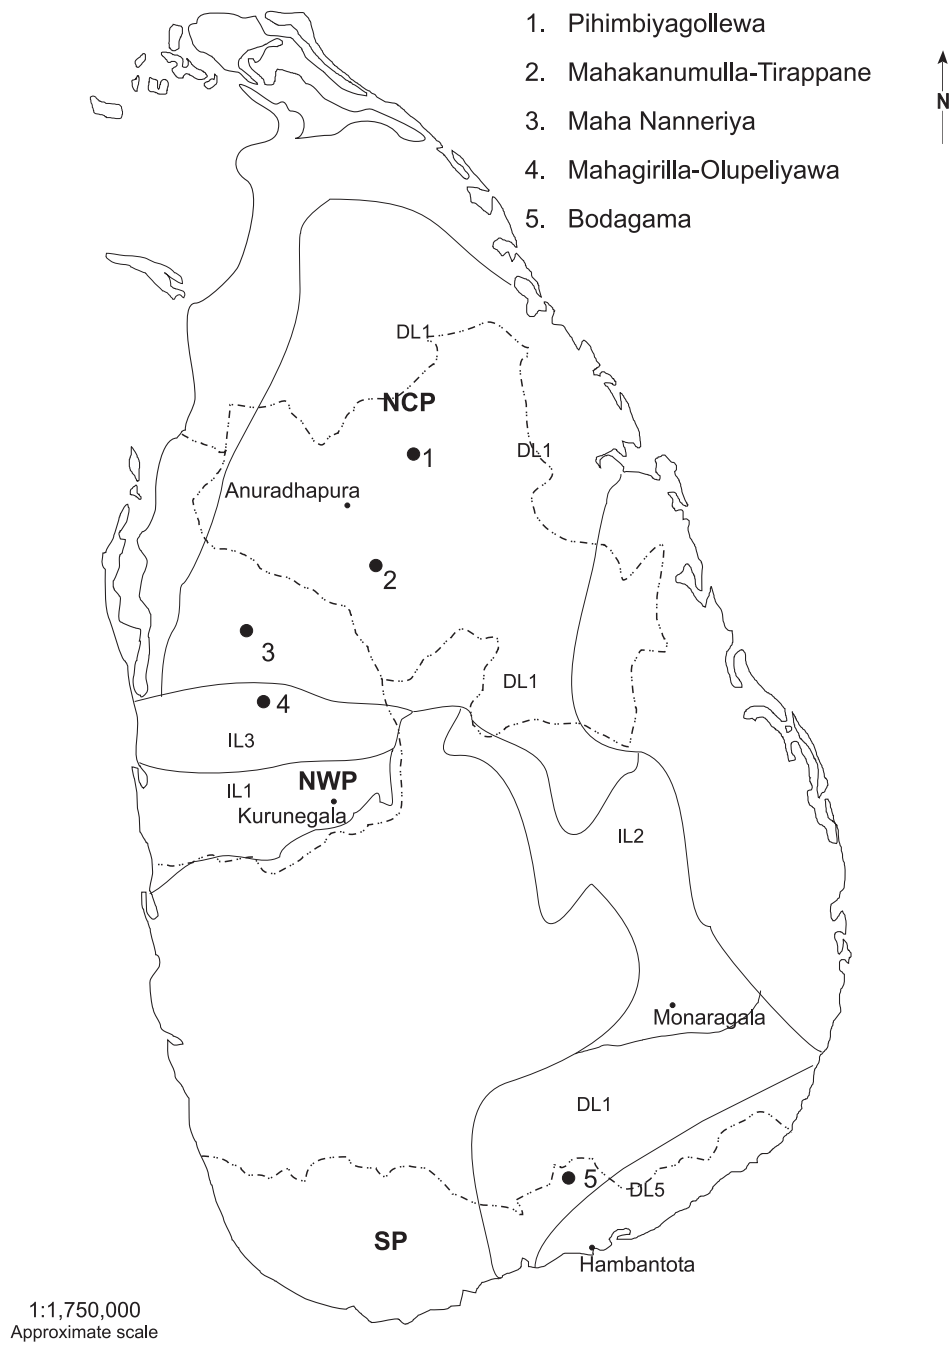 1. Pihimbiyagollewa
N
2. Mahakanumulla-Tirappane
3. Maha Nanneriya
4. Mahagirilla-Olupeliyawa
5. Bodagama
DL1
NCP
DL1
1
Anuradhapura
2
3
DL1
4
IL3
NWP
IL1
Kurunegala
IL2
Monaragala
DL1
5
DL5
SP
Hambantota
1:1,750,000
Approximate scale